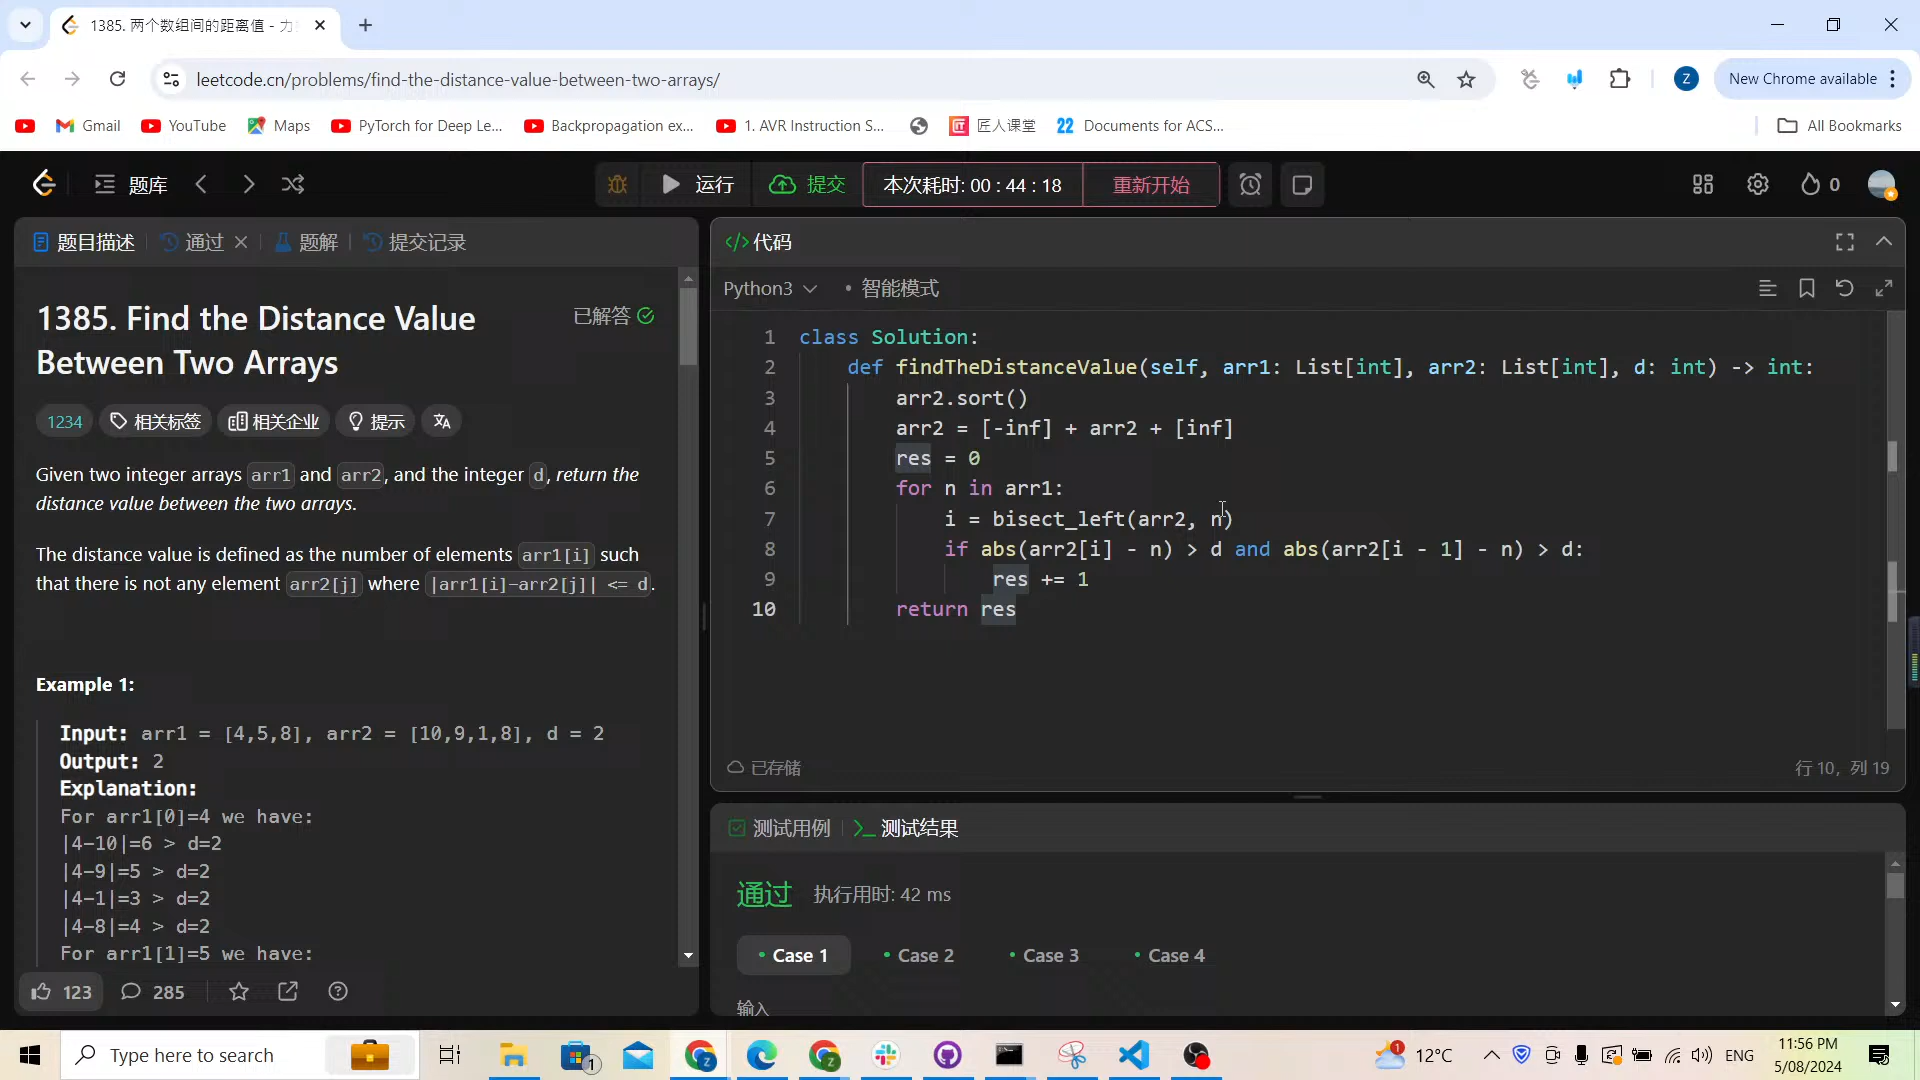 1385. 两个数组间的距离值 - 力
leetcode.cn/problems/find-the-distance-value-between-two-arrays/
Z
New Chrome available
Gmail
YouTube
Maps
PyTorch for Deep Le...
Backpropagation ex...
1. AVR Instruction S...
匠人课堂
22 Documents for ACS...
All Bookmarks
题库
运行
提交
本次耗时: 00 : 44 : 18
重新开始
0
题目描述
通过
题解
提交记录
1385. Find the Distance Value
Between Two Arrays
已解答
1234
相关标签
相关企业
提示
Given two integer arrays arr1 and arr2, and the integer d, return the
distance value between the two arrays.
The distance value is defined as the number of elements arr1[i] such
that there is not any element arr2[j] where |arr1[i]-arr2[j]| <= d.
Example 1:
Input: arr1 = [4,5,8], arr2 = [10,9,1,8], d = 2
Output: 2
Explanation:
For arr1[0]=4 we have:
|4-10|=6 > d=2
|4-9|=5 > d=2
|4-1|=3 > d=2
|4-8|=4 > d=2
For arr1[1]=5 we have:
123
285
</> 代码
Python3
• 智能模式
1 class Solution:
2 def findTheDistanceValue(self, arr1: List[int], arr2: List[int], d: int) -> int:
3 arr2.sort()
4 arr2 = [-inf] + arr2 + [inf]
5 res = 0
6 for n in arr1:
7 i = bisect_left(arr2, n)
8 if abs(arr2[i] - n) > d and abs(arr2[i - 1] - n) > d:
9 res += 1
10 return res
已存储
行 10，列 19
测试用例
>_ 测试结果
通过
执行用时: 42 ms
• Case 1
• Case 2
• Case 3
• Case 4
输入
Type here to search
1
Z
Z
1
12°C
ENG
11:56 PM
5/08/2024